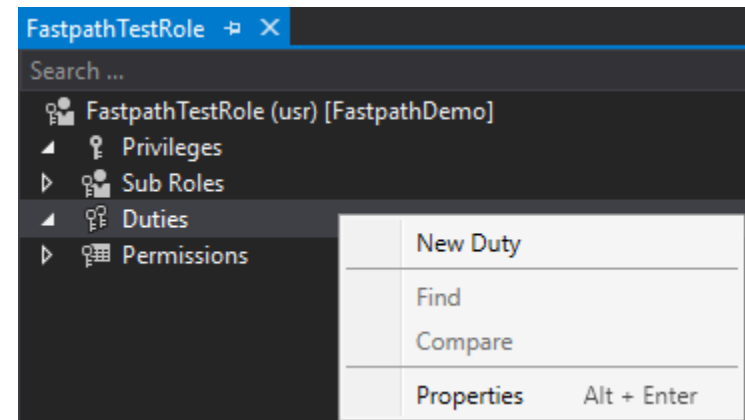 FastpathTestRole
Search ...
FastpathTestRole (usr) [FastpathDemo]
Privileges
Sub Roles
Duties
Permissions
New Duty
Find
Compare
Properties Alt + Enter